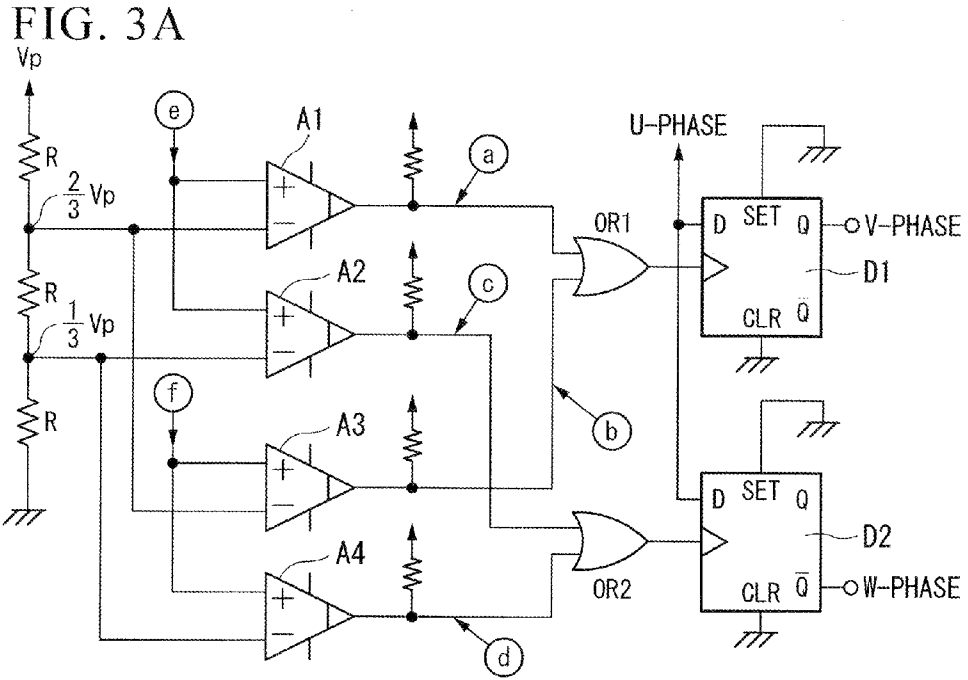 FIG. 3A
Vp
e
A1
a
U-PHASE
R
2/3 Vp
+
−
OR1
D SET Q
V-PHASE
A2
c
D1
R
+
−
1/3 Vp
CLR Q̅
f
b
R
A3
+
−
D SET Q
D2
A4
OR2
CLR Q̅
W-PHASE
+
−
d